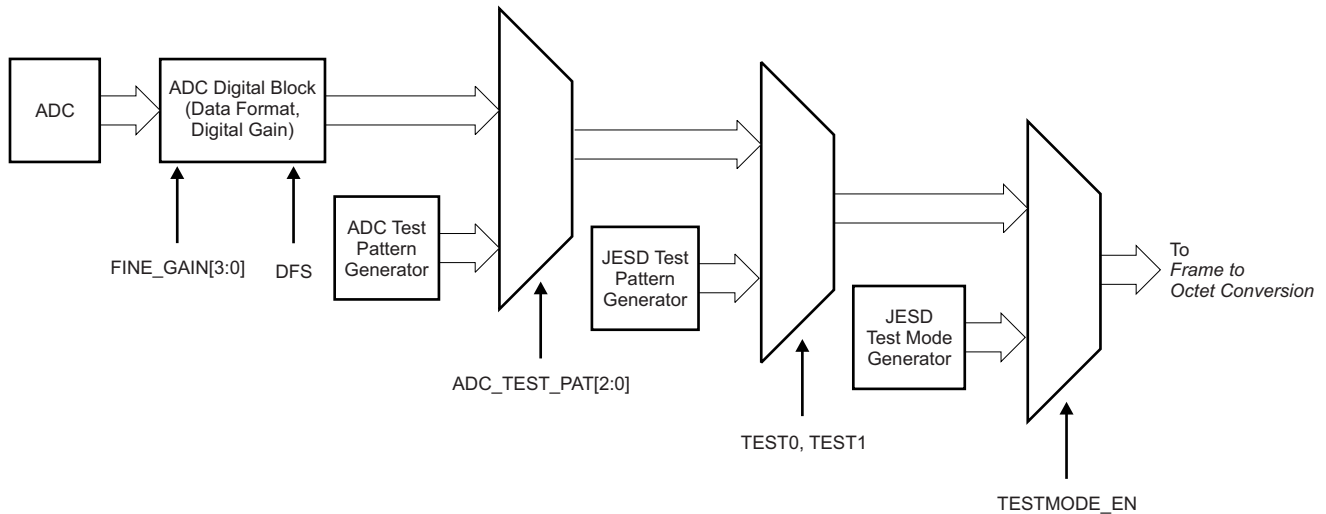 ADC
ADC Digital Block
(Data Format,
Digital Gain)
FINE_GAIN[3:0]
DFS
ADC Test
Pattern
Generator
ADC_TEST_PAT[2:0]
JESD Test
Pattern
Generator
TEST0, TEST1
JESD
Test Mode
Generator
TESTMODE_EN
To
Frame to
Octet Conversion